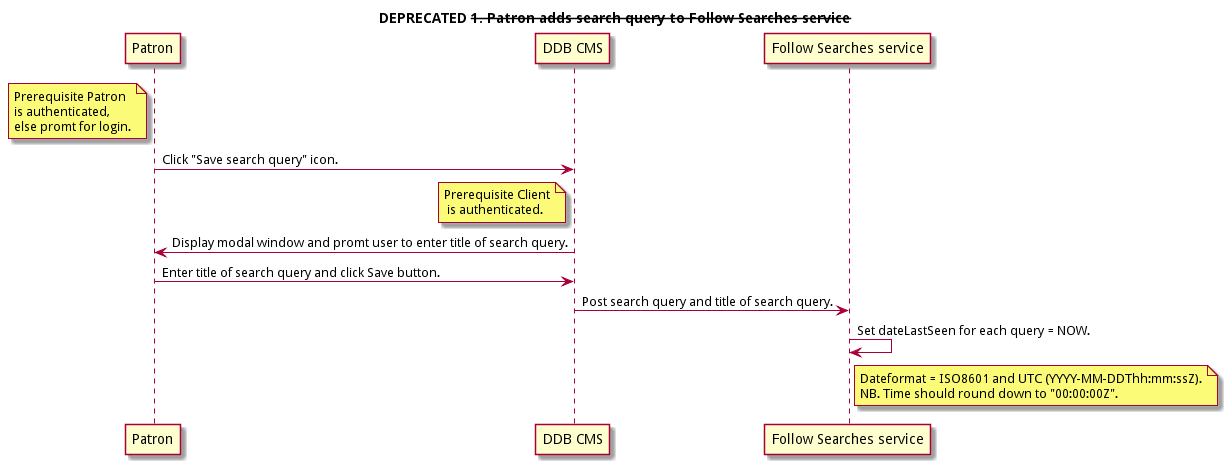 DEPRECATED 1. Patron adds search query to Follow Searches service
Patron
DDB CMS
Follow Searches service
Prerequisite Patron
is authenticated,
else promt for login.
Click "Save search query" icon.
Prerequisite Client
is authenticated.
Display modal window and promt user to enter title of search query.
Enter title of search query and click Save button.
Post search query and title of search query.
Set dateLastSeen for each query = NOW.
Dateformat = ISO8601 and UTC (YYYY-MM-DDThh:mm:ssZ).
NB. Time should round down to "00:00:00Z".
Patron
DDB CMS
Follow Searches service